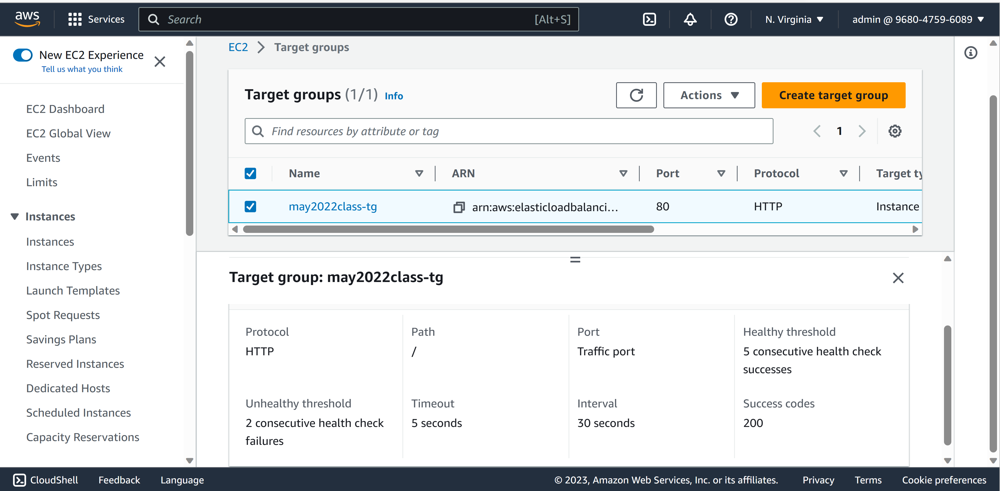 aws
Services
Search
[Alt+S]
N. Virginia
admin @ 9680-4759-6089
New EC2 Experience
Tell us what you think
EC2 Dashboard
EC2 Global View
Events
Limits
Instances
Instances
Instance Types
Launch Templates
Spot Requests
Savings Plans
Reserved Instances
Dedicated Hosts
Scheduled Instances
Capacity Reservations
EC2
Target groups
Target groups (1/1) Info
Actions
Create target group
Find resources by attribute or tag
1
Name
ARN
Port
Protocol
Target ty
may2022class-tg
arn:aws:elasticloadbalanci...
80
HTTP
Instance
Target group: may2022class-tg
Protocol
HTTP
Path
/
Port
Traffic port
Healthy threshold
5 consecutive health check
successes
Unhealthy threshold
2 consecutive health check
failures
Timeout
5 seconds
Interval
30 seconds
Success codes
200
CloudShell
Feedback
Language
© 2023, Amazon Web Services, Inc. or its affiliates.
Privacy
Terms
Cookie preferences